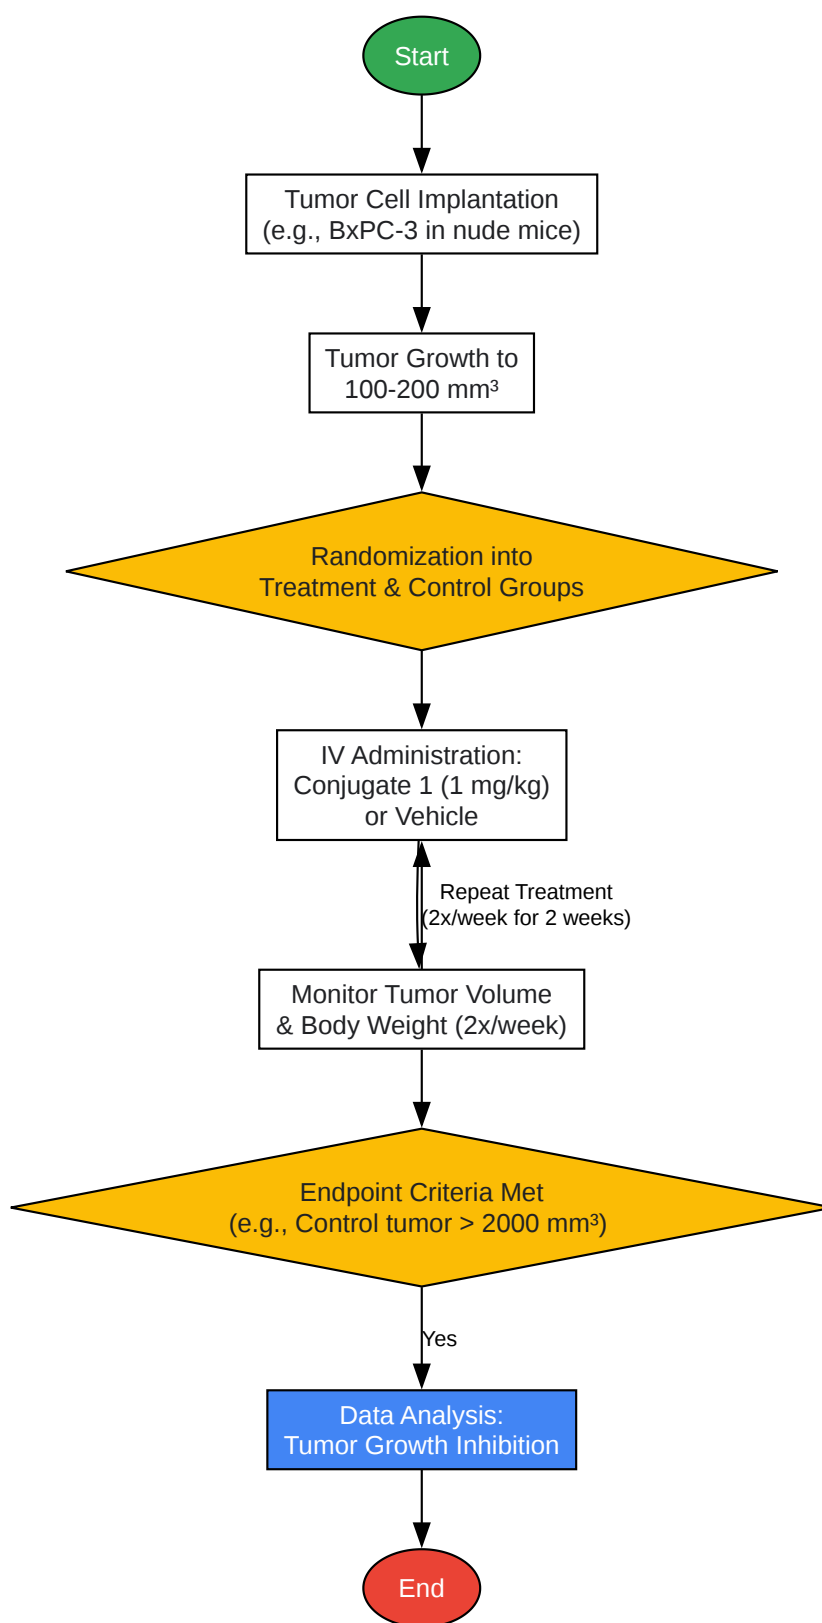 Start
Tumor Cell Implantation
(e.g., BxPC-3 in nude mice)
Tumor Growth to
100-200 mm³
Randomization into
Treatment & Control Groups
IV Administration:
Conjugate 1 (1 mg/kg)
or Vehicle
Repeat Treatment
(2x/week for 2 weeks)
Monitor Tumor Volume
& Body Weight (2x/week)
Endpoint Criteria Met
(e.g., Control tumor > 2000 mm³)
Yes
Data Analysis:
Tumor Growth Inhibition
End